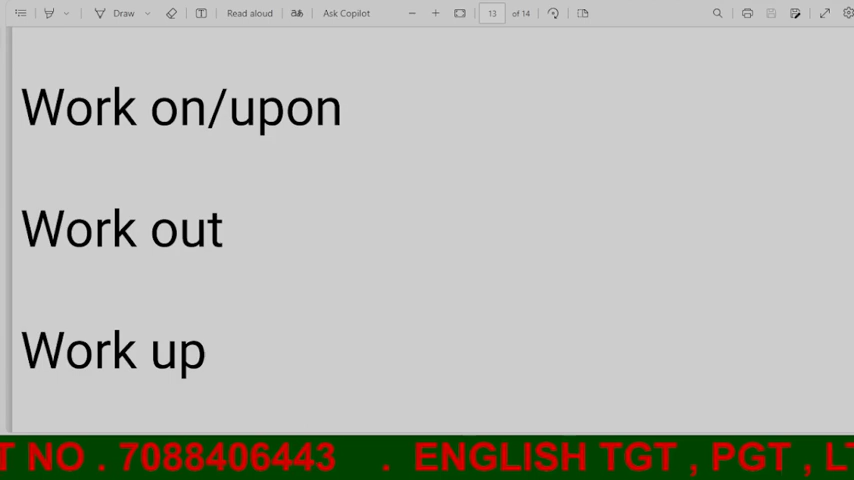 Draw
Read aloud
Ask Copilot
13 of 14
Work on/upon
Work out
Work up
T NO . 7088406443 . ENGLISH TGT , PGT , LT